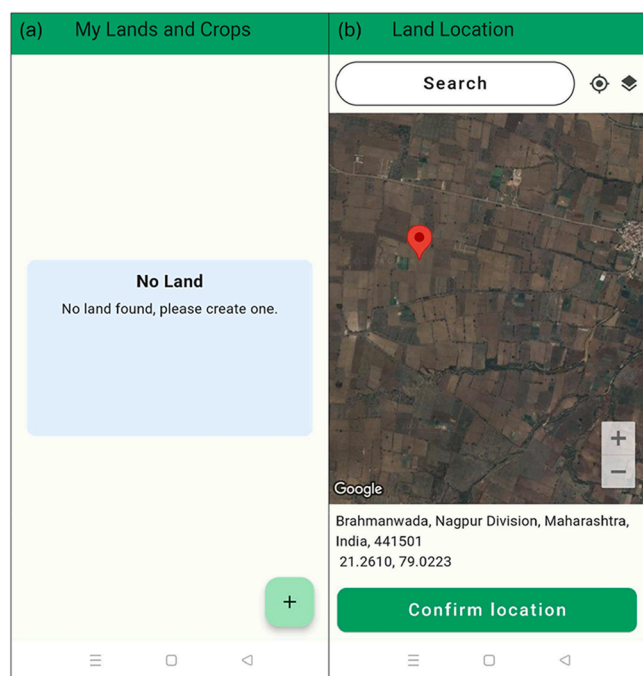 (a) My Lands and Crops
No Land
No land found, please create one.
+
(b) Land Location
Search
+
−
Google
Brahmanwada, Nagpur Division, Maharashtra,
India, 441501
21.2610, 79.0223
Confirm location